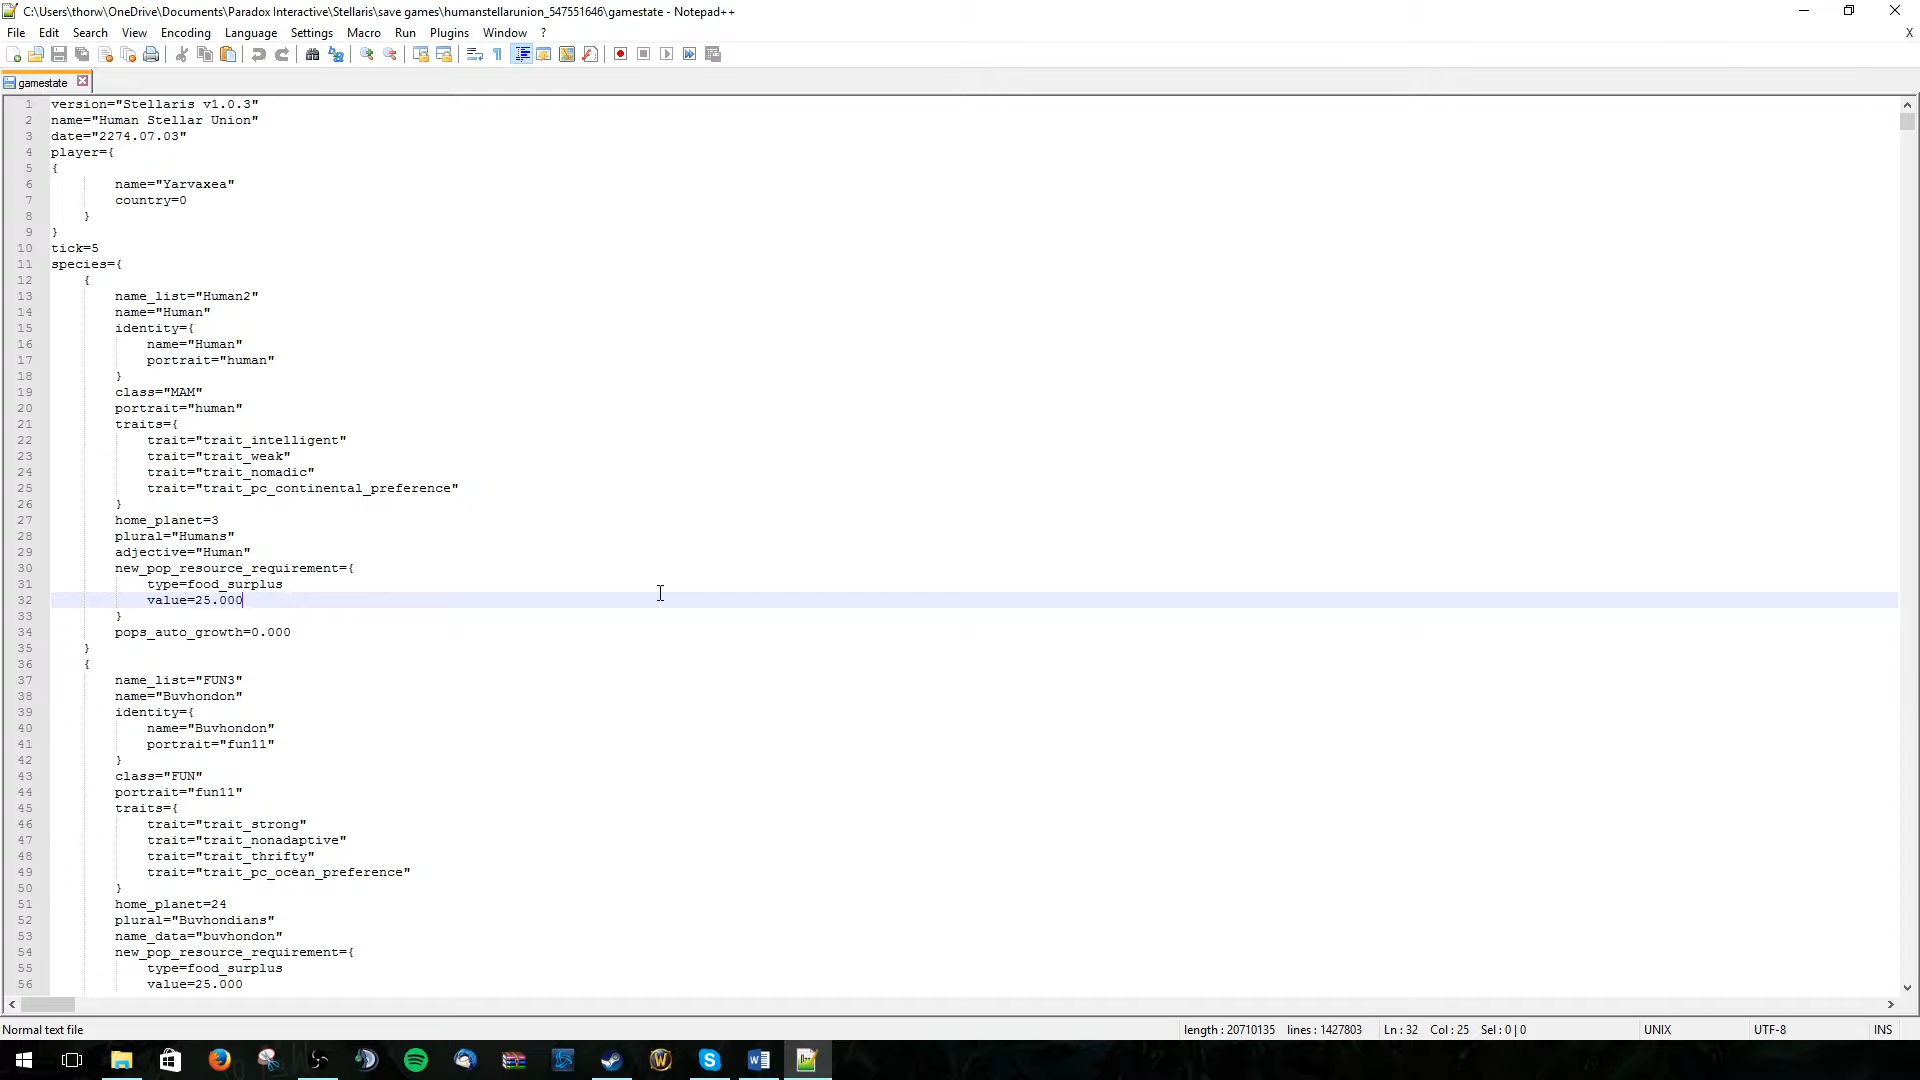 C:\Users\thorw\OneDrive\Documents\Paradox Interactive\Stellaris\save games\humanstellarunion_547551646\gamestate - Notepad++
File Edit Search View Encoding Language Settings Macro Run Plugins Window ? X
gamestate
1 version="Stellaris v1.0.3"
2 name="Human Stellar Union"
3 date="2274.07.03"
4 player={
5 {
6 name="Yarvaxea"
7 country=0
8 }
9 }
10 tick=5
11 species={
12 {
13 name_list="Human2"
14 name="Human"
15 identity={
16 name="Human"
17 portrait="human"
18 }
19 class="MAM"
20 portrait="human"
21 traits={
22 trait="trait_intelligent"
23 trait="trait_weak"
24 trait="trait_nomadic"
25 trait="trait_pc_continental_preference"
26 }
27 home_planet=3
28 plural="Humans"
29 adjective="Human"
30 new_pop_resource_requirement={
31 type=food_surplus
32 value=25.000
33 }
34 pops_auto_growth=0.000
35 }
36 {
37 name_list="FUN3"
38 name="Buvhondon"
39 identity={
40 name="Buvhondon"
41 portrait="fun11"
42 }
43 class="FUN"
44 portrait="fun11"
45 traits={
46 trait="trait_strong"
47 trait="trait_nonadaptive"
48 trait="trait_thrifty"
49 trait="trait_pc_ocean_preference"
50 }
51 home_planet=24
52 plural="Buvhondians"
53 name_data="buvhondon"
54 new_pop_resource_requirement={
55 type=food_surplus
56 value=25.000
Normal text file length : 20710135 lines : 1427803 Ln : 32 Col : 25 Sel : 0 | 0 UNIX UTF-8 INS